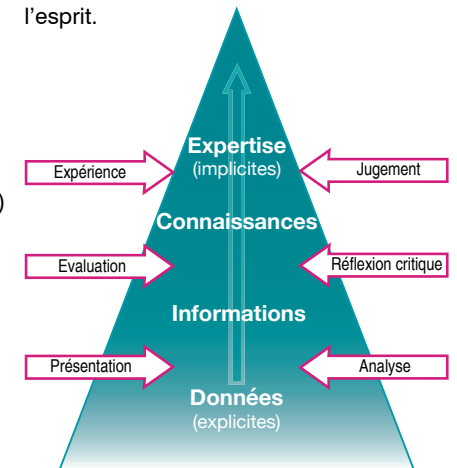 l'esprit.
Expertise
(implicites)
Expérience
Jugement
)
Connaissances
Evaluation
Réflexion critique
Informations
Présentation
Analyse
Données
(explicites)